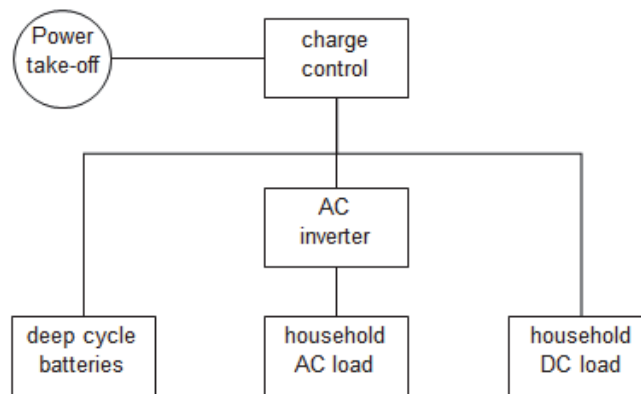 Power
take-off
charge
control
AC
inverter
deep cycle
batteries
household
AC load
household
DC load